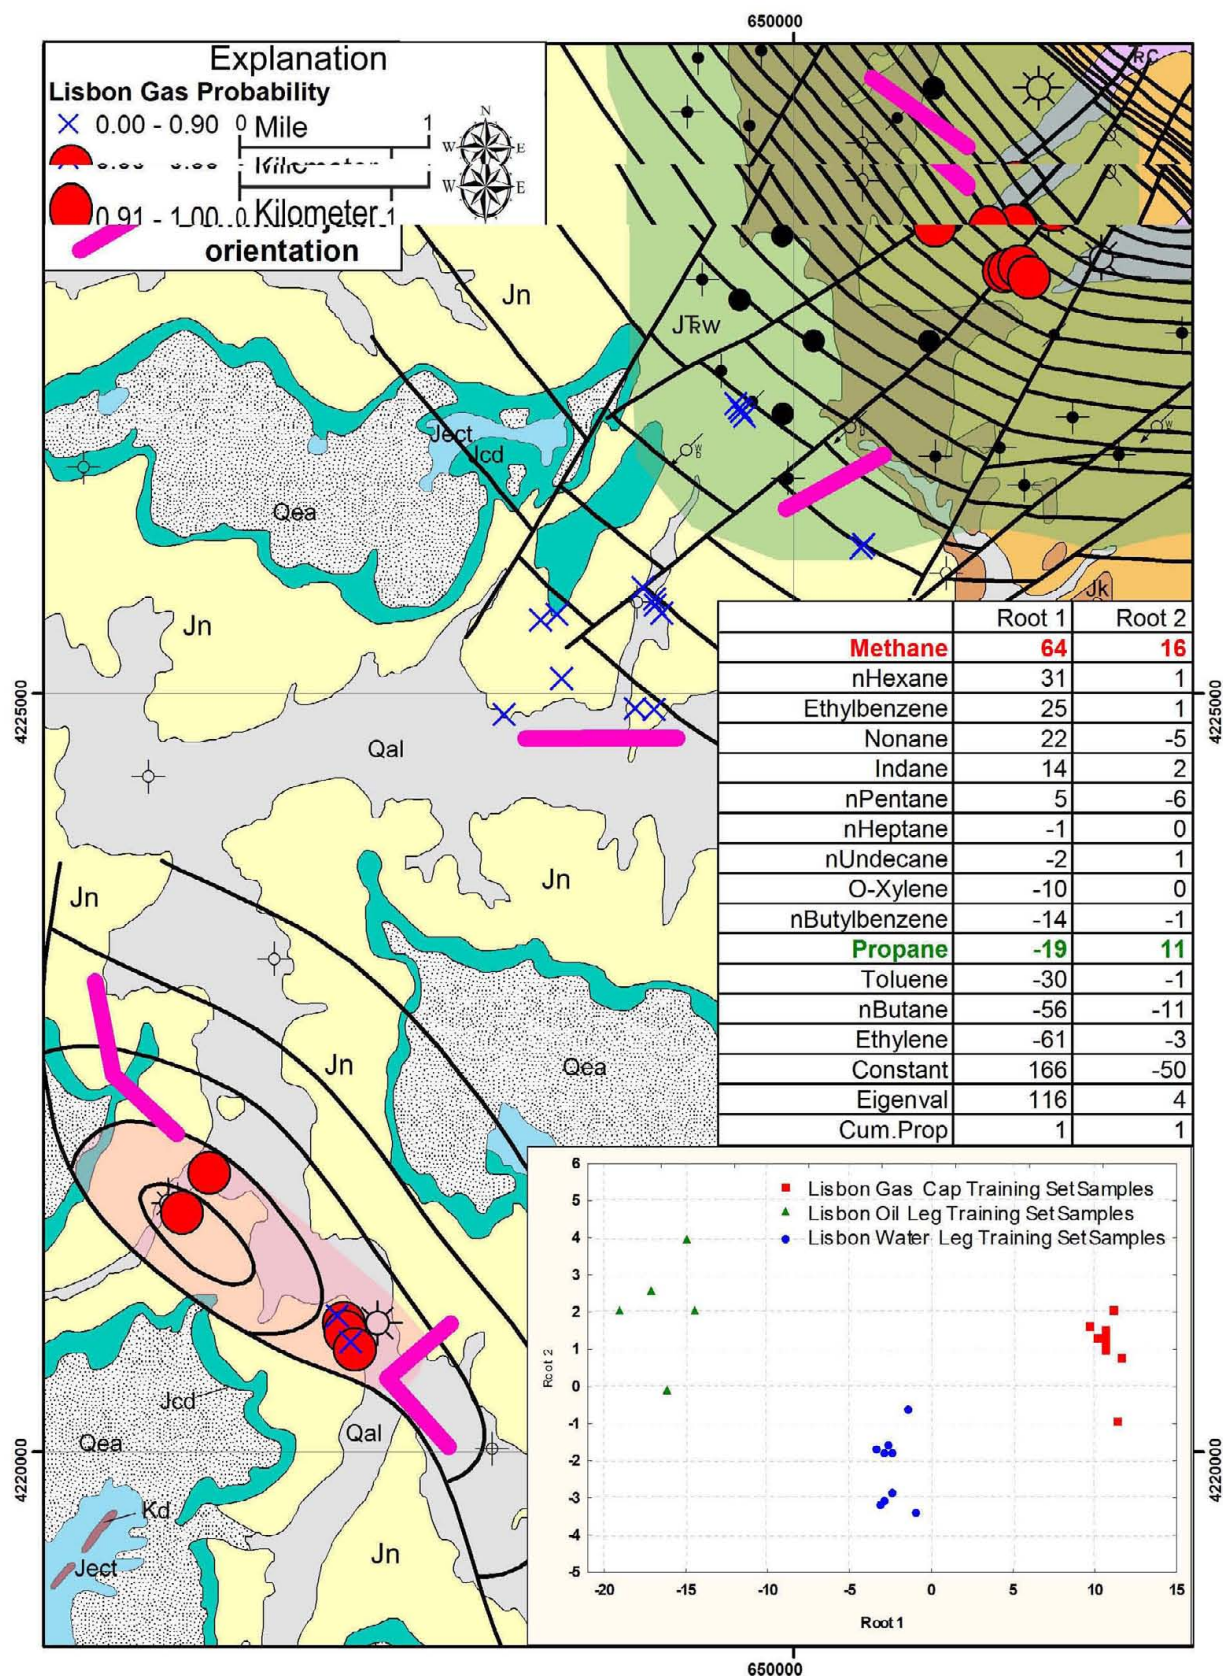 650000
Explanation
Lisbon Gas Probability
0.00 - 0.90 0 Mile 1
N
W E
W E
0.91 - 1.00 0 Kilometer 1
orientation
RC
Jn
JTRw
Ject
Jcd
Qea
Jn
Jk
4225000
4225000
Qal
Jn
Jn
Jn
Qea
Root 1 Root 2
Methane 64 16
nHexane 31 1
Ethylbenzene 25 1
Nonane 22 -5
Indane 14 2
nPentane 5 -6
nHeptane -1 0
nUndecane -2 1
O-Xylene -10 0
nButylbenzene -14 -1
Propane -19 11
Toluene -30 -1
nButane -56 -11
Ethylene -61 -3
Constant 166 -50
Eigenval 116 4
Cum.Prop 1 1
Jcd
Qea
Qal
Kd
Ject
Jn
4220000
4220000
Lisbon Gas Cap Training Set Samples
Lisbon Oil Leg Training Set Samples
Lisbon Water Leg Training Set Samples
6
5
4
3
2
1
0
-1
-2
-3
-4
-5
Root 2
-20 -15 -10 -5 0 5 10 15
Root 1
650000